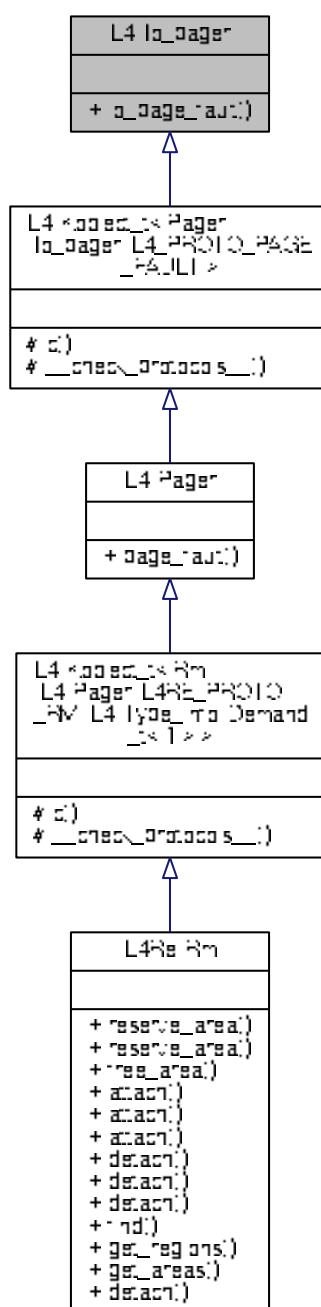 L4 Io_pager
+ io_page_fault()
L4 Kobject_t< Pager
Io_pager L4_PROTO_PAGE
_FAULT >
# c()
# __check_protocols__()
L4 Pager
+ page_fault()
L4 Kobject_t< Rm
L4 Pager L4RE_PROTO
_RM L4 Type_info Demand
_t< 1 > >
# c()
# __check_protocols__()
L4Re Rm
+ reserve_area()
+ reserve_area()
+ free_area()
+ attach()
+ attach()
+ attach()
+ detach()
+ detach()
+ detach()
+ find()
+ get_regions()
+ get_areas()
+ detach()